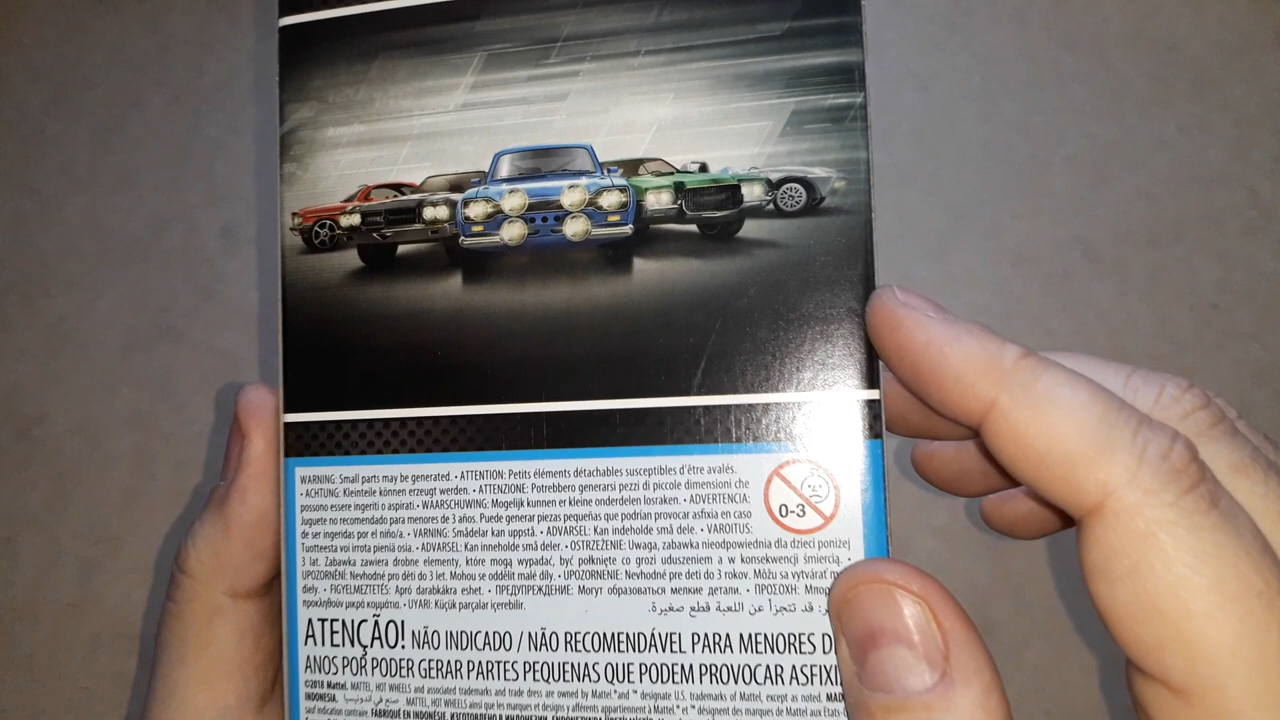 WARNING: Small parts may be generated. • ATTENTION: Petits éléments détachables susceptibles d'être avalés.
• ACHTUNG: Kleinteile können erzeugt werden. • ATTENZIONE: Potrebbero generarsi pezzi di piccole dimensioni che
possono essere ingeriti o aspirati. • WAARSCHUWING: Mogelijk kunnen er kleine onderdelen losraken. • ADVERTENCIA:
Juguete no recomendado para menores de 3 años. Puede generar piezas pequeñas que podrían provocar asfixia en caso
de ser ingeridas por el niño/a. • VARNING: Smådelar kan uppstå. • ADVARSEL: Kan indeholde små dele. • VAROITUS:
Tuotteesta voi irrota pieniä osia. • ADVARSEL: Kan inneholde små deler. • OSTRZEŻENIE: Uwaga, zabawka nieodpowiednia dla dzieci poniżej
3 lat. Zabawka zawiera drobne elementy, które mogą wypadać, być połknięte co grozi uduszeniem a w konsekwencji śmiercią. •
UPOZORNĚNÍ: Nevhodné pro děti do 3 let. Mohou se oddělit malé díly. • UPOZORNENIE: Nevhodné pre deti do 3 rokov. Môžu sa vytvárať
diely. • FIGYELMEZTETÉS: Apró darabkákra eshet. • ПРЕДУПРЕЖДЕНИЕ: Могут образоваться мелкие детали. • ΠΡΟΣΟΧΗ:
προκληθούν μικρά κομμάτια. • UYARI: Küçük parçalar içerebilir.
قد تتجزأ عن اللعبة قطع صغيرة.
0-3
ATENÇÃO! NÃO INDICADO / NÃO RECOMENDÁVEL PARA MENORES
ANOS POR PODER GERAR PARTES PEQUENAS QUE PODEM PROVOCAR
©2018 Mattel. MATTEL, HOT WHEELS and associated trademarks and trade dress are owned by Mattel.® and ™ designate U.S. trademarks of Mattel, except as noted.
INDONESIA. صنع في اندونيسيا. MATTEL, HOT WHEELS ainsi que les marques et designs y afférents appartiennent à Mattel.® et ™ désignent des marques de Mattel aux
sauf indication contraire. FABRIQUÉ EN INDONÉSIE. ИЗГОТОВЛЕНО В ИНДОНЕЗИИ.